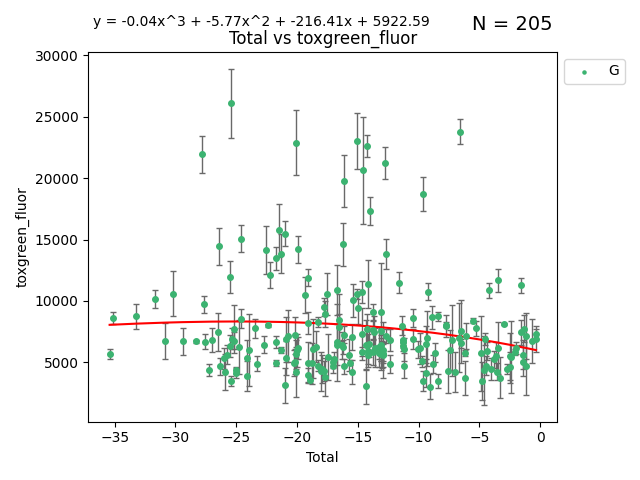 y = -0.04x^3 + -5.77x^2 + -216.41x + 5922.59
N = 205
Total vs toxgreen_fluor
G
toxgreen_fluor
30000
25000
20000
15000
10000
5000
−35 −30 −25 −20 −15 −10 −5 0
Total